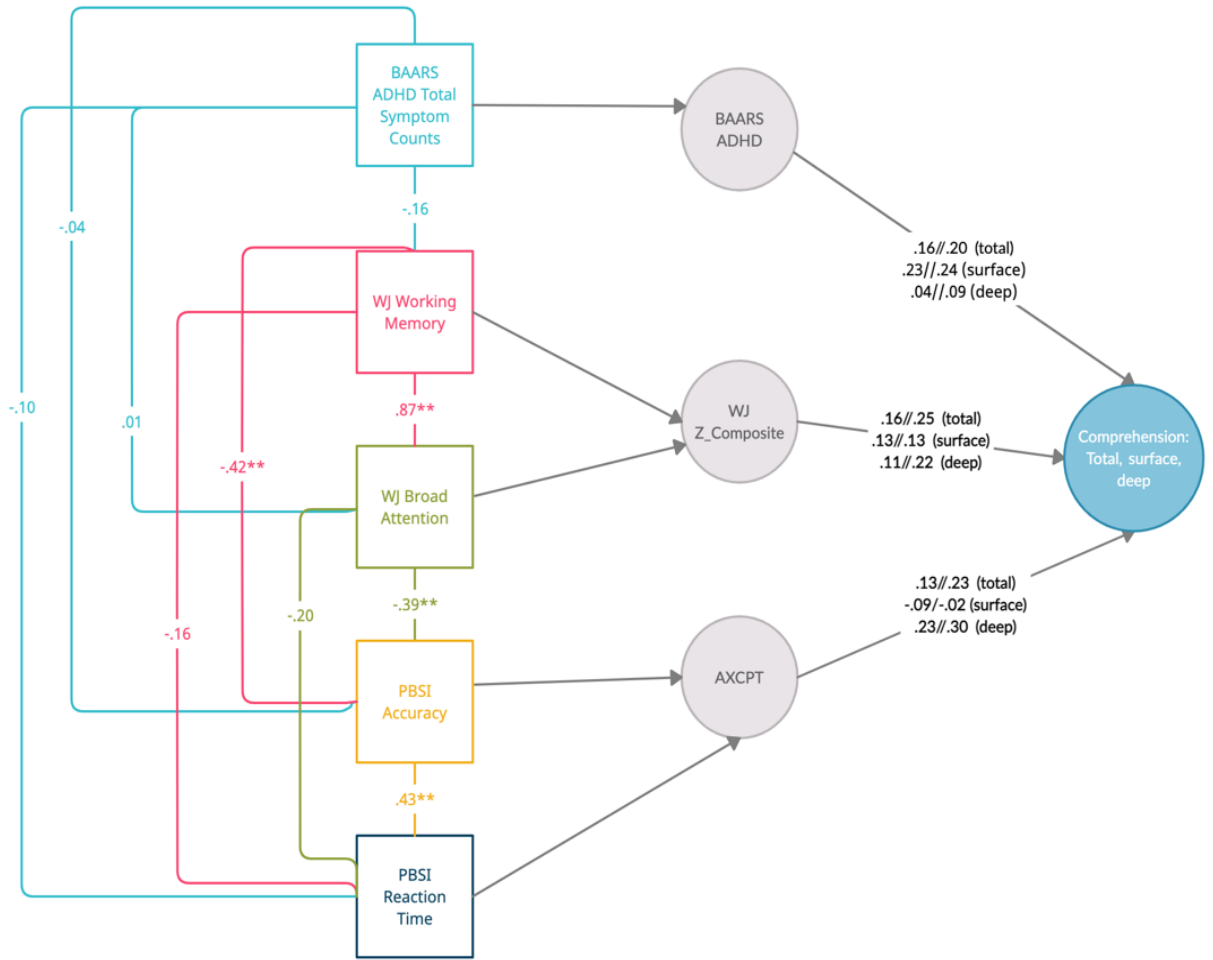 BAARS
ADHD Total
Symptom
Counts
BAARS
ADHD
-.16
-.04
.16//.20 (total)
.23//.24 (surface)
.04//.09 (deep)
WJ Working
Memory
-.10
.01
.87**
-.42**
WJ
Z_Composite
.16//.25 (total)
.13//.13 (surface)
.11//.22 (deep)
Comprehension:
Total, surface,
deep
WJ Broad
Attention
-.20
-.39**
-.16
.13//.23 (total)
-.09/-.02 (surface)
.23//.30 (deep)
PBSI
Accuracy
AXCPT
.43**
PBSI
Reaction
Time